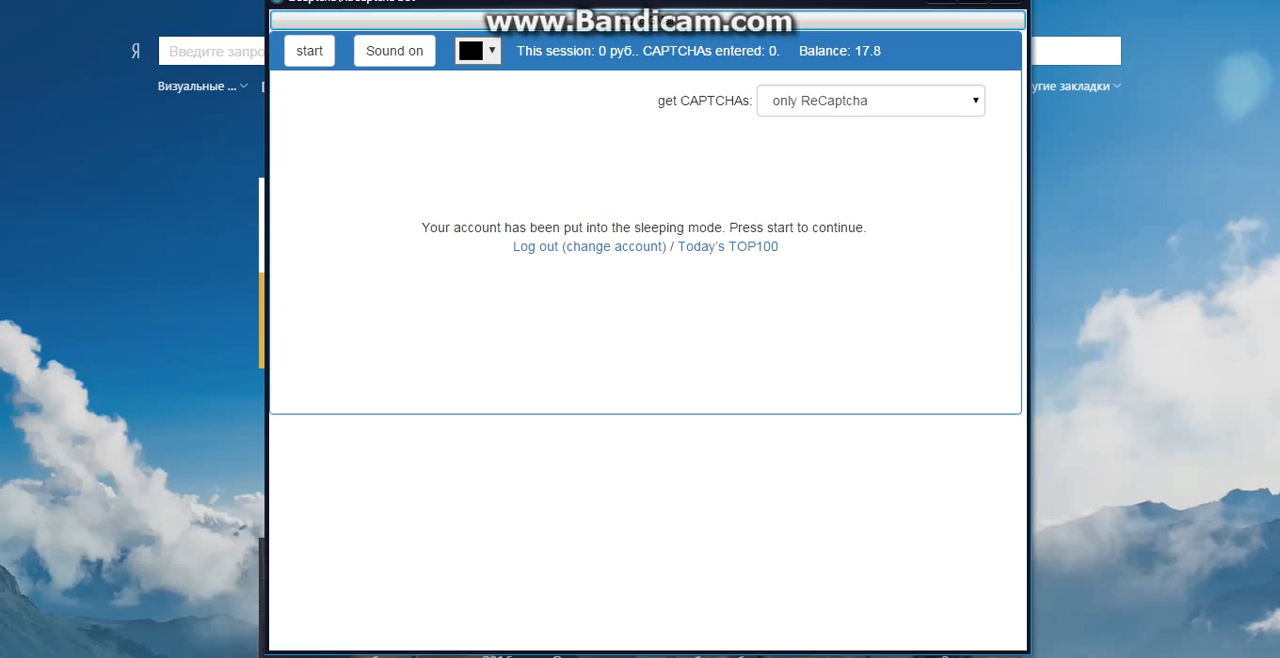 www.Bandicam.com
Я Введите запро
start Sound on This session: 0 руб.. CAPTCHAs entered: 0. Balance: 17.8
Визуальные ...
угие закладки
get CAPTCHAs: only ReCaptcha
Your account has been put into the sleeping mode. Press start to continue.
Log out (change account) / Today's TOP100